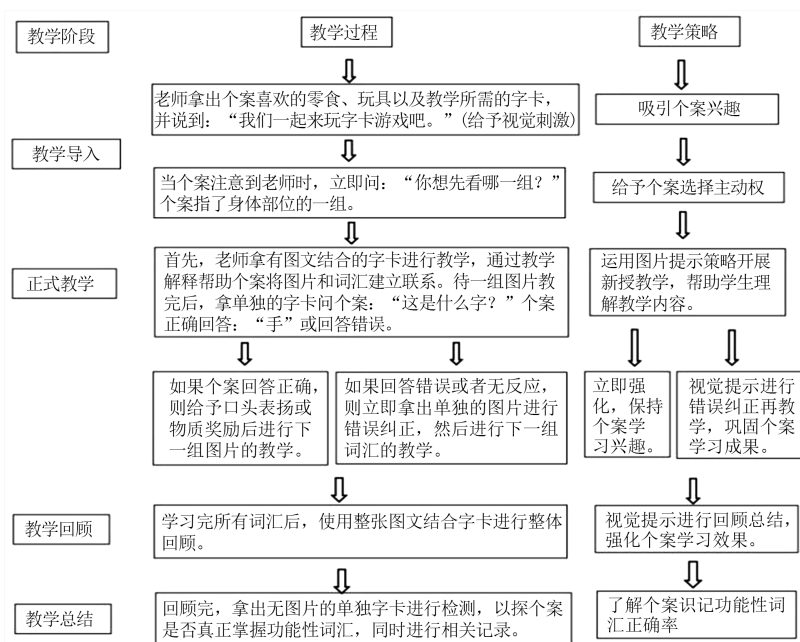 教学阶段
教学过程
教学策略
老师拿出个案喜欢的零食、玩具以及教学所需的字卡，
并说到：“我们一起来玩字卡游戏吧。”(给予视觉刺激)
吸引个案兴趣
教学导入
当个案注意到老师时，立即问：“你想先看哪一组？”
个案指了身体部位的一组。
给予个案选择主动权
正式教学
首先，老师拿有图文结合的字卡进行教学，通过教学
解释帮助个案将图片和词汇建立联系。待一组图片教
完后，拿单独的字卡问个案：“这是什么字？”个案
正确回答：“手”或回答错误。
运用图片提示策略开展
新授教学，帮助学生理
解教学内容。
如果个案回答正确，
则给予口头表扬或
物质奖励后进行下
一组图片的教学。
如果回答错误或者无反应，
则立即拿出单独的图片进行
错误纠正，然后进行下一组
词汇的教学。
立即强
化，保持
个案学
习兴趣。
视觉提示进行
错误纠正再教
学，巩固个案
学习成果。
教学回顾
学习完所有词汇后，使用整张图文结合字卡进行整体
回顾。
视觉提示进行回顾总结，
强化个案学习效果。
教学总结
回顾完，拿出无图片的单独字卡进行检测，以探个案
是否真正掌握功能性词汇，同时进行相关记录。
了解个案识记功能性词
汇正确率